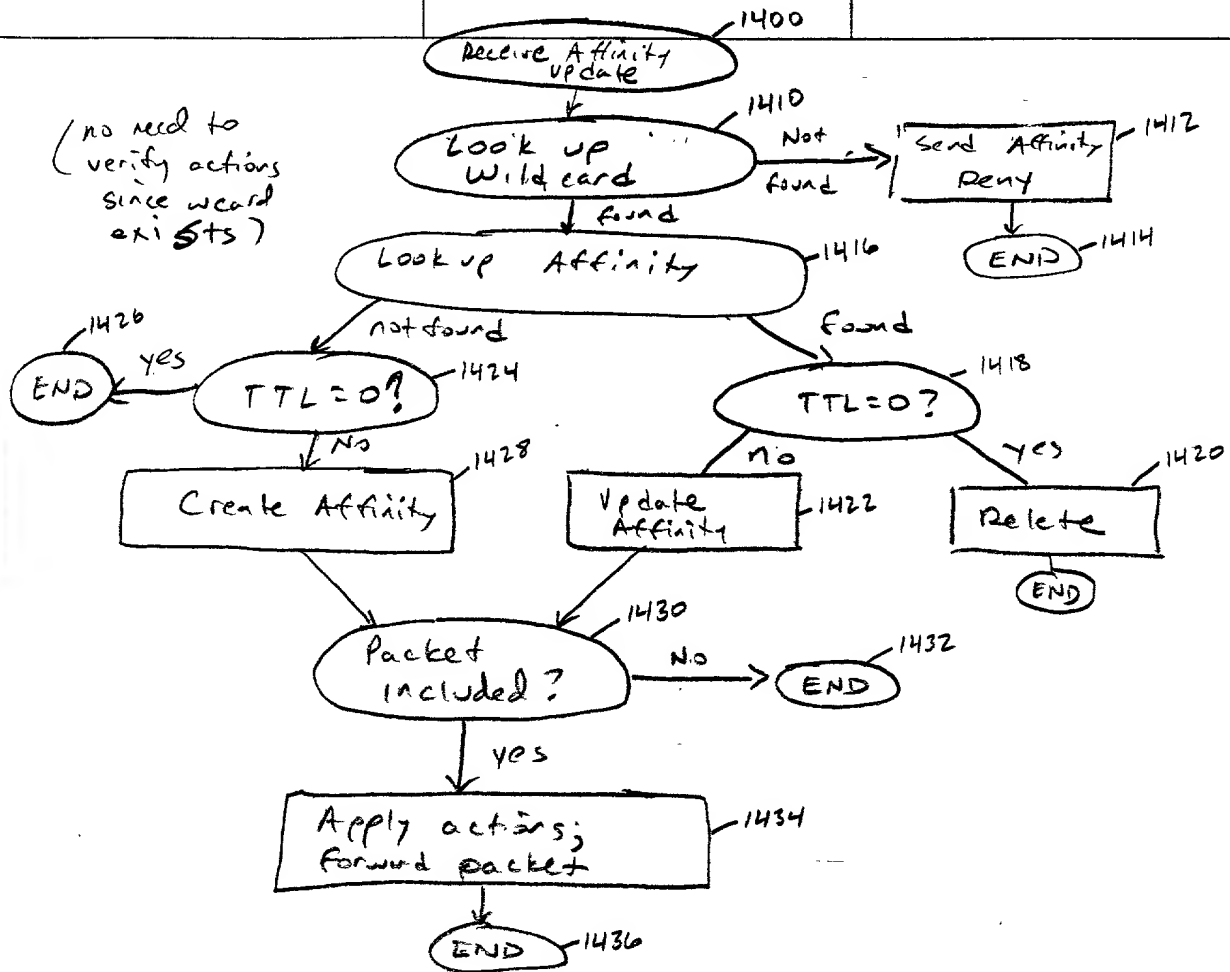 1400
Receive Affinity
update
(no need to
verify actions
since wcard
exists)
1410
Look up
Wildcard
Not
found
1412
Send Affinity
Deny
END
1414
found
Look up Affinity
1416
not found
found
1426
END
yes
TTL=0?
1424
TTL=0?
1418
No
no
yes
1428
Create Affinity
Update
Affinity
1422
1420
Delete
END
1430
Packet
included?
No
1432
END
yes
Apply actions;
forward packet
1434
END
1436